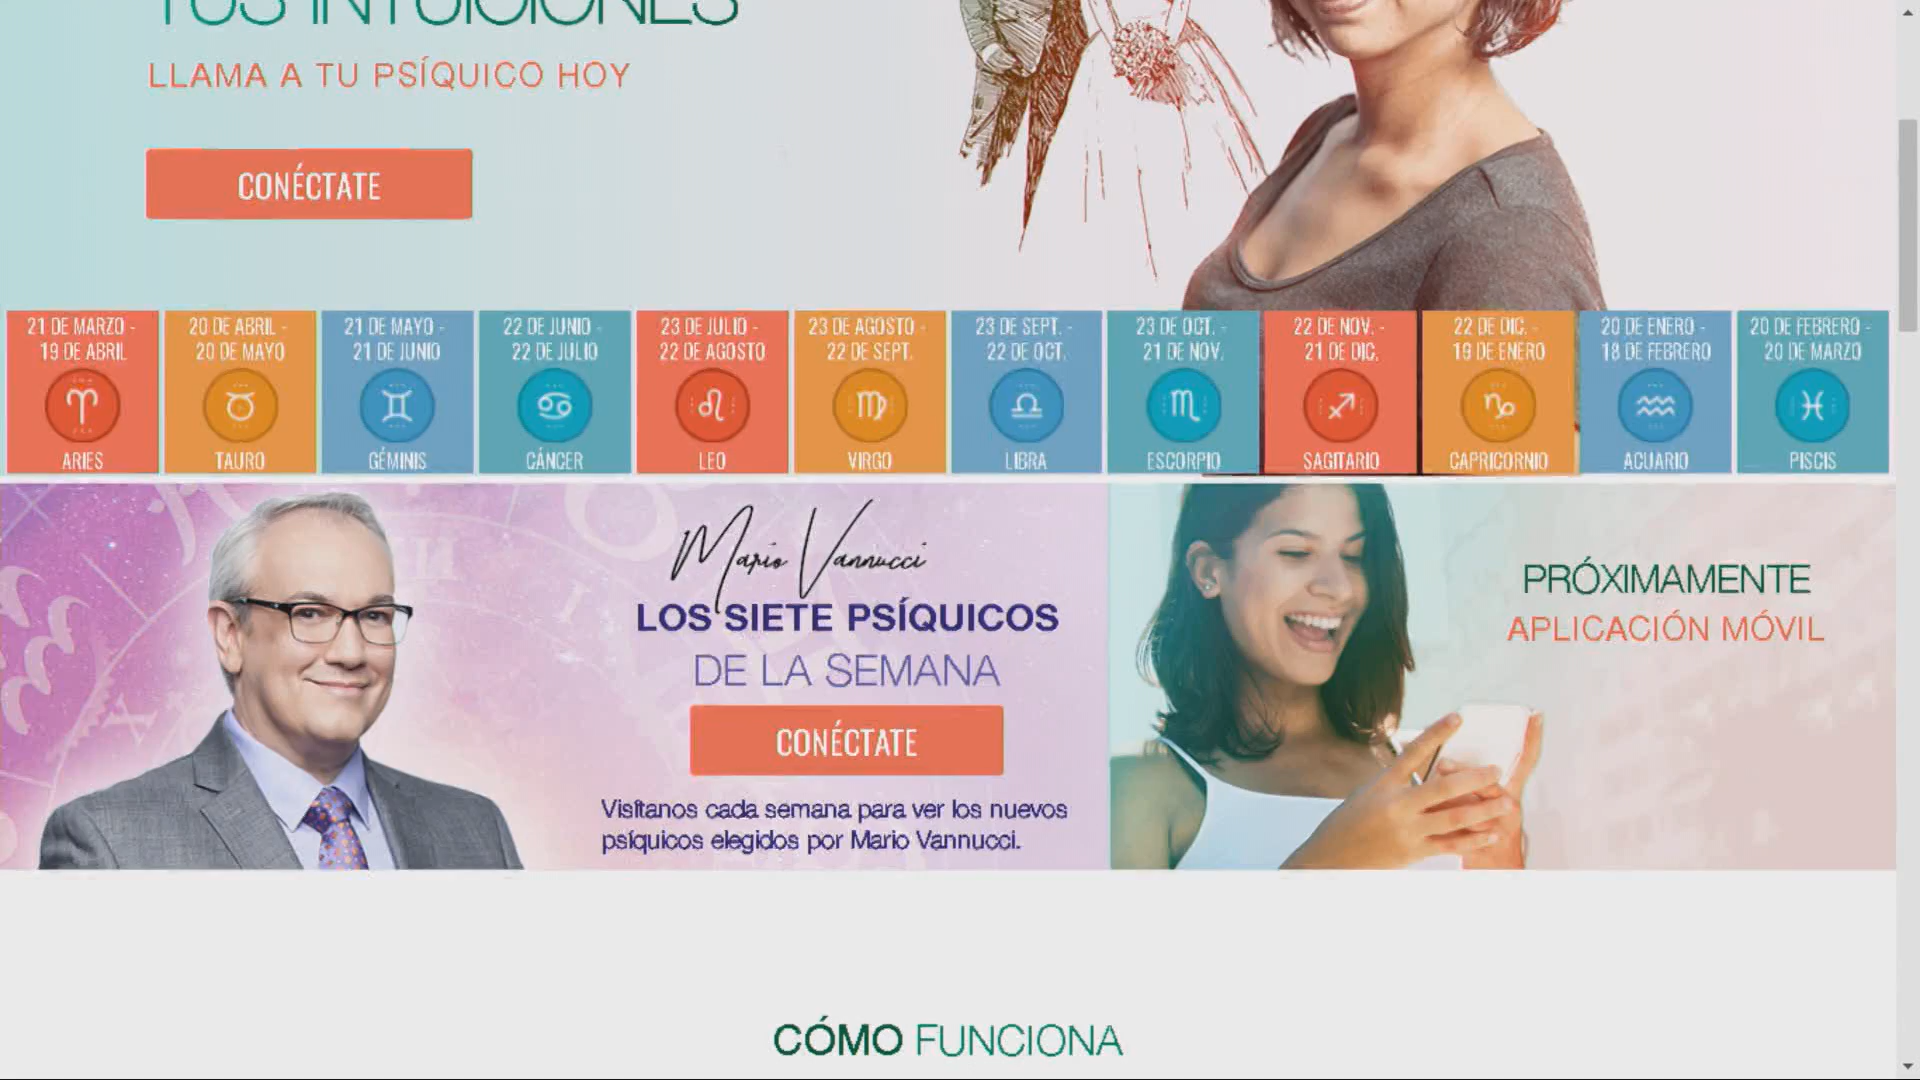 TUS INTUICIONES
LLAMA A TU PSÍQUICO HOY
CONÉCTATE
21 DE MARZO -
19 DE ABRIL
ARIES
20 DE ABRIL -
20 DE MAYO
TAURO
21 DE MAYO -
21 DE JUNIO
GÉMINIS
22 DE JUNIO -
22 DE JULIO
CÁNCER
23 DE JULIO -
22 DE AGOSTO
LEO
23 DE AGOSTO -
22 DE SEPT.
VIRGO
23 DE SEPT. -
22 DE OCT.
LIBRA
23 DE OCT. -
21 DE NOV.
ESCORPIO
22 DE NOV. -
21 DE DIC.
SAGITARIO
22 DE DIC. -
19 DE ENERO
CAPRICORNIO
20 DE ENERO -
18 DE FEBRERO
ACUARIO
20 DE FEBRERO -
20 DE MARZO
PISCIS
Mario Vannucci
LOS SIETE PSÍQUICOS
DE LA SEMANA
CONÉCTATE
Visítanos cada semana para ver los nuevos
psíquicos elegidos por Mario Vannucci.
PRÓXIMAMENTE
APLICACIÓN MÓVIL
CÓMO FUNCIONA